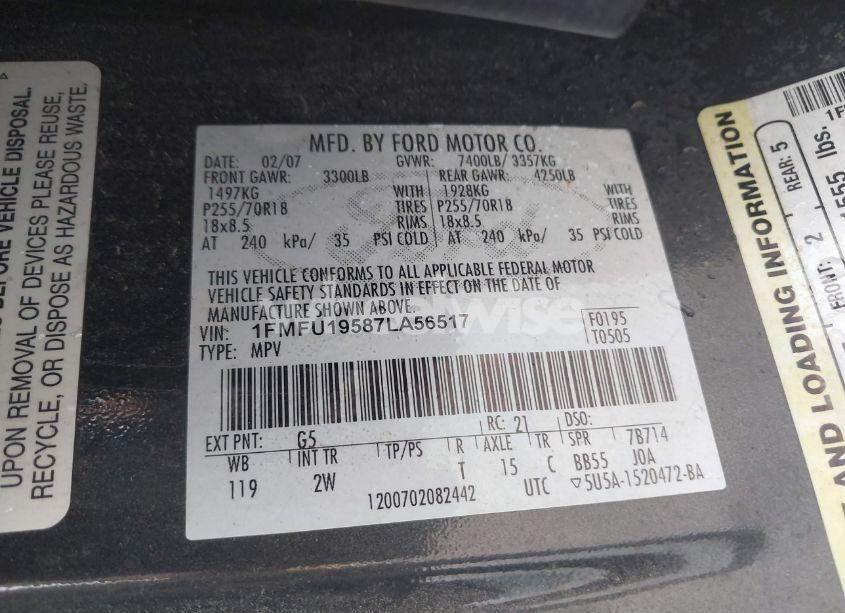 BEFORE VEHICLE DISPOSAL.
UPON REMOVAL OF DEVICES PLEASE REUSE,
RECYCLE, OR DISPOSE AS HAZARDOUS WASTE.
MFD. BY FORD MOTOR CO.
DATE: 02/07 GVWR: 7400LB/ 3357KG
FRONT GAWR: 3300LB REAR GAWR: 4250LB
1497KG WITH 1928KG WITH
P255/70R18 TIRES P255/70R18 TIRES
18x8.5 RIMS 18x8.5 RIMS
AT 240 kPa/ 35 PSI COLD AT 240 kPa/ 35 PSI COLD
THIS VEHICLE CONFORMS TO ALL APPLICABLE FEDERAL MOTOR
VEHICLE SAFETY STANDARDS IN EFFECT ON THE DATE OF
MANUFACTURE SHOWN ABOVE.
VIN: 1FMFU19587LA56517 F0195
TYPE: MPV T0505
EXT PNT: G5 RC: 21 DSO:
WB INT TR TP/PS R AXLE TR SPR 7B714
119 2W T 15 C BB55 JOA
1200702082442 UTC ▽5U5A-1520472-BA
AND LOADING INFORMATION
REAR: 5
FRONT: 2
lbs.